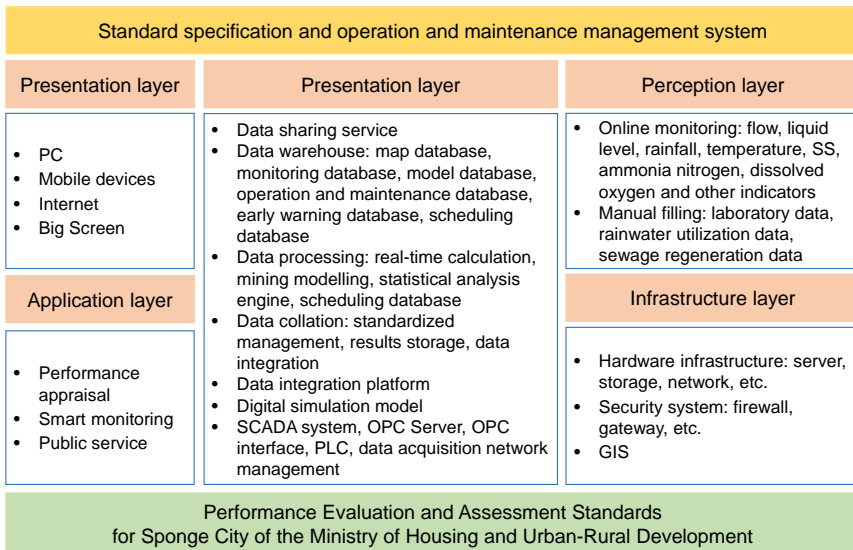 Standard specification and operation and maintenance management system
Presentation layer
• PC
• Mobile devices
• Internet
• Big Screen
Application layer
• Performance
appraisal
• Smart monitoring
• Public service
Presentation layer
• Data sharing service
• Data warehouse: map database,
monitoring database, model database,
operation and maintenance database,
early warning database, scheduling
database
• Data processing: real-time calculation,
mining modelling, statistical analysis
engine, scheduling database
• Data collation: standardized
management, results storage, data
integration
• Data integration platform
• Digital simulation model
• SCADA system, OPC Server, OPC
interface, PLC, data acquisition network
management
Perception layer
• Online monitoring: flow, liquid
level, rainfall, temperature, SS,
ammonia nitrogen, dissolved
oxygen and other indicators
• Manual filling: laboratory data,
rainwater utilization data,
sewage regeneration data
Infrastructure layer
• Hardware infrastructure: server,
storage, network, etc.
• Security system: firewall,
gateway, etc.
• GIS
Performance Evaluation and Assessment Standards
for Sponge City of the Ministry of Housing and Urban-Rural Development